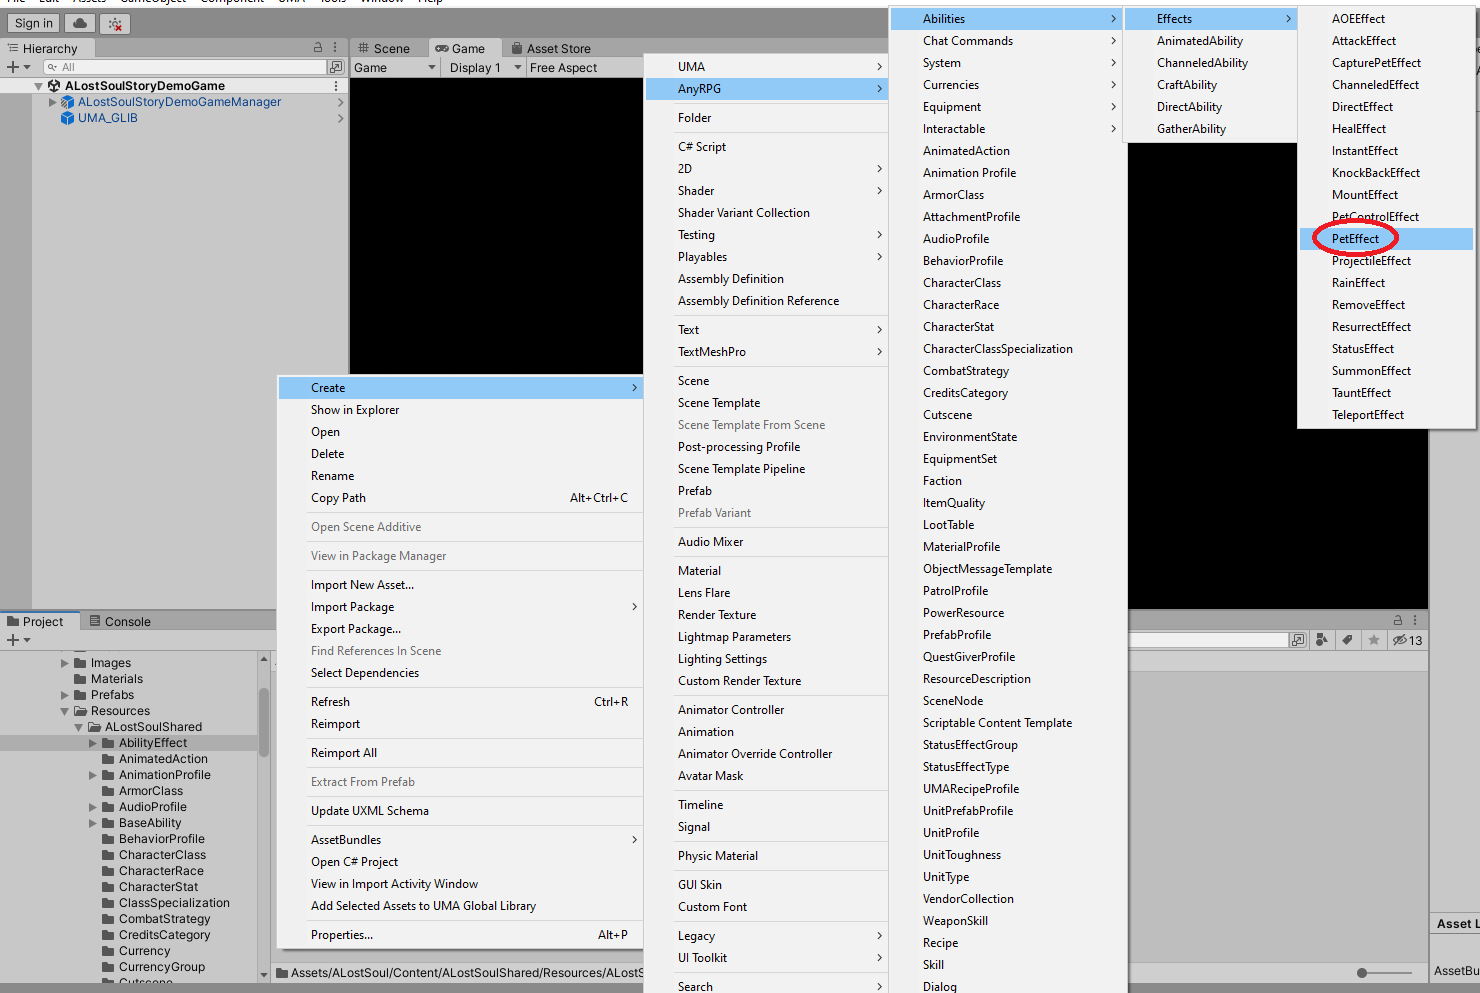 File Edit Assets GameObject Component UMA Tools Window Help
Sign in
Hierarchy
All
ALostSoulStoryDemoGame
ALostSoulStoryDemoGameManager
UMA_GLIB
Scene
Game
Asset Store
Game
Display 1
Free Aspect
Create
Show in Explorer
Open
Delete
Rename
Copy Path Alt+Ctrl+C
Open Scene Additive
View in Package Manager
Import New Asset...
Import Package
Export Package...
Find References In Scene
Select Dependencies
Refresh Ctrl+R
Reimport
Reimport All
Extract From Prefab
Update UXML Schema
AssetBundles
Open C# Project
View in Import Activity Window
Add Selected Assets to UMA Global Library
Properties... Alt+P
UMA
AnyRPG
Folder
C# Script
2D
Shader
Shader Variant Collection
Testing
Playables
Assembly Definition
Assembly Definition Reference
Text
TextMeshPro
Scene
Scene Template
Scene Template From Scene
Post-processing Profile
Scene Template Pipeline
Prefab
Prefab Variant
Audio Mixer
Material
Lens Flare
Render Texture
Lightmap Parameters
Lighting Settings
Custom Render Texture
Animator Controller
Animation
Animator Override Controller
Avatar Mask
Timeline
Signal
Physic Material
GUI Skin
Custom Font
Legacy
UI Toolkit
Search
Abilities
Chat Commands
System
Currencies
Equipment
Interactable
AnimatedAction
Animation Profile
ArmorClass
AttachmentProfile
AudioProfile
BehaviorProfile
CharacterClass
CharacterRace
CharacterStat
CharacterClassSpecialization
CombatStrategy
CreditsCategory
Cutscene
EnvironmentState
EquipmentSet
Faction
ItemQuality
LootTable
MaterialProfile
ObjectMessageTemplate
PatrolProfile
PowerResource
PrefabProfile
QuestGiverProfile
ResourceDescription
SceneNode
Scriptable Content Template
StatusEffectGroup
StatusEffectType
UMARecipeProfile
UnitPrefabProfile
UnitProfile
UnitToughness
UnitType
VendorCollection
WeaponSkill
Recipe
Skill
Dialog
Effects
AnimatedAbility
ChanneledAbility
CraftAbility
DirectAbility
GatherAbility
AOEEffect
AttackEffect
CapturePetEffect
ChanneledEffect
DirectEffect
HealEffect
InstantEffect
KnockBackEffect
MountEffect
PetControlEffect
PetEffect
ProjectileEffect
RainEffect
RemoveEffect
ResurrectEffect
StatusEffect
SummonEffect
TauntEffect
TeleportEffect
Project
Console
13
Images
Materials
Prefabs
Resources
ALostSoulShared
AbilityEffect
AnimatedAction
AnimationProfile
ArmorClass
AudioProfile
BaseAbility
BehaviorProfile
CharacterClass
CharacterRace
CharacterStat
ClassSpecialization
CombatStrategy
CreditsCategory
Currency
CurrencyGroup
Cutscene
Assets/ALostSoul/Content/ALostSoulShared/Resources/ALostS
Asset L
AssetBu